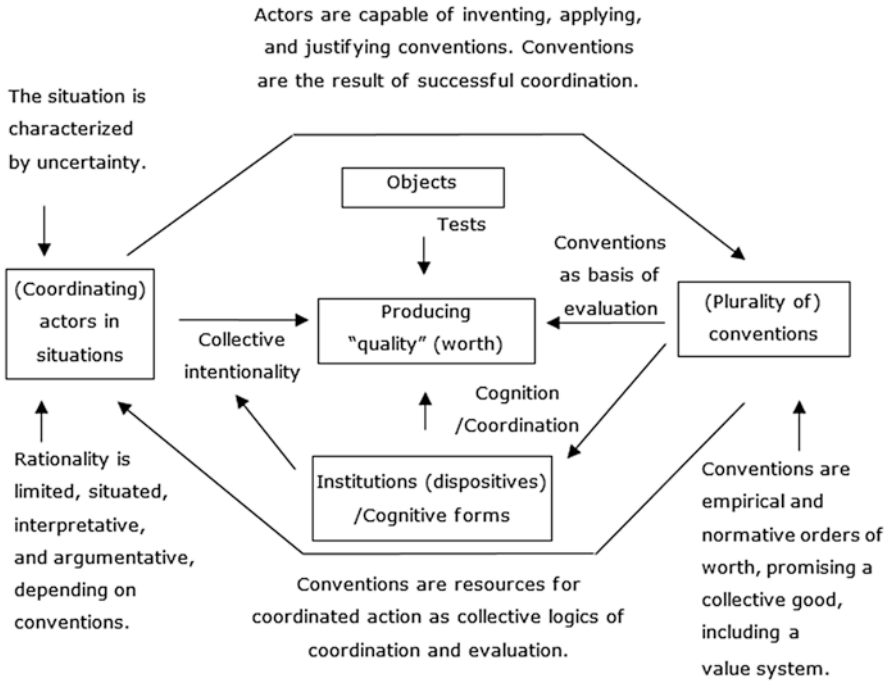 Actors are capable of inventing, applying,
and justifying conventions. Conventions
are the result of successful coordination.
The situation is
characterized
by uncertainty.
Objects
Tests
Conventions
as basis of
evaluation
(Coordinating)
actors in
situations
Producing
“quality” (worth)
(Plurality of)
conventions
Collective
intentionality
Cognition
/Coordination
Institutions (dispositives)
/Cognitive forms
Rationality is
limited, situated,
interpretative,
and argumentative,
depending on
conventions.
Conventions are resources for
coordinated action as collective logics of
coordination and evaluation.
Conventions are
empirical and
normative orders of
worth, promising a
collective good,
including a
value system.